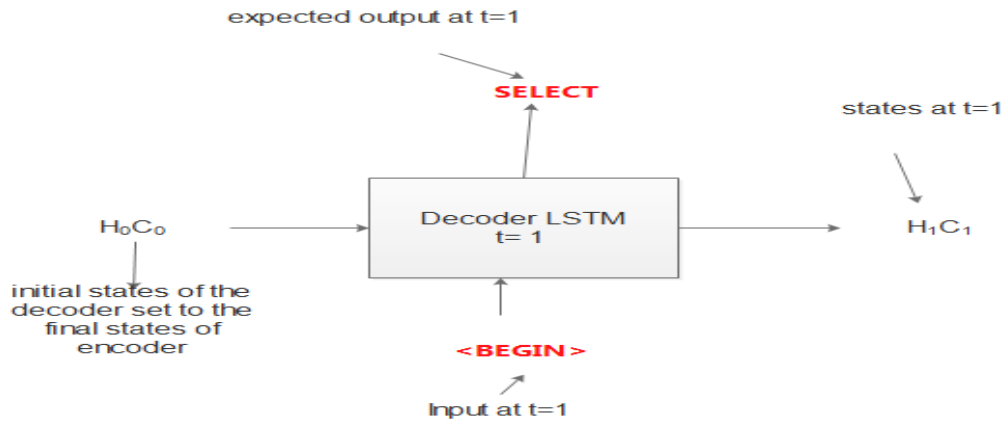 expected output at t=1
SELECT
states at t=1
Decoder LSTM
t= 1
H₀C₀
H₁C₁
initial states of the
decoder set to the
final states of
encoder
<BEGIN>
Input at t=1